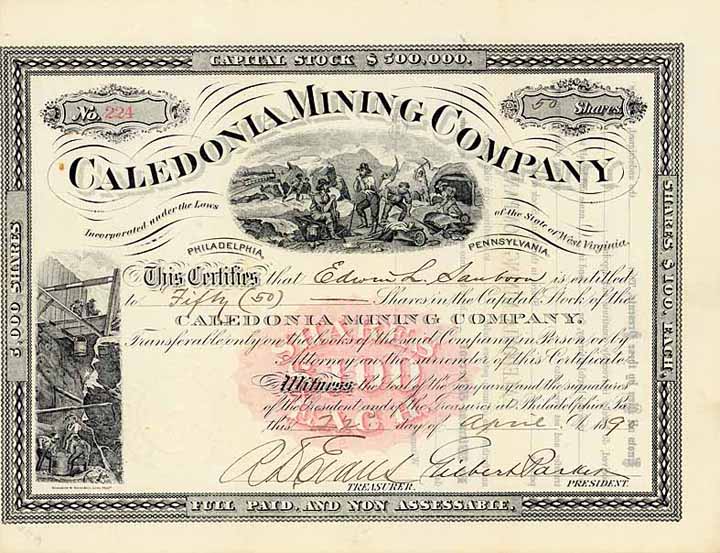 CAPITAL STOCK $500,000.
No. 224
50 Shares
CALEDONIA MINING COMPANY
Incorporated under the Laws of the State of West Virginia.
PHILADELPHIA, PENNSYLVANIA.
5,000 SHARES
SHARES $100, EACH.
This Certifies that Edwin L. Sanborn is entitled
to Fifty (50) Shares in the Capital Stock of the
CALEDONIA MINING COMPANY.
Transferable only on the books of the said Company in Person or by
Attorney on the surrender of this Certificate
Witness the Seal of the Company and the signatures
of the President and of the Treasurer at Philadelphia, Pa
this 22 day of April 189
SHARES
$100
EACH
TREASURER.
PRESIDENT.
FULL PAID, AND NON ASSESSABLE.